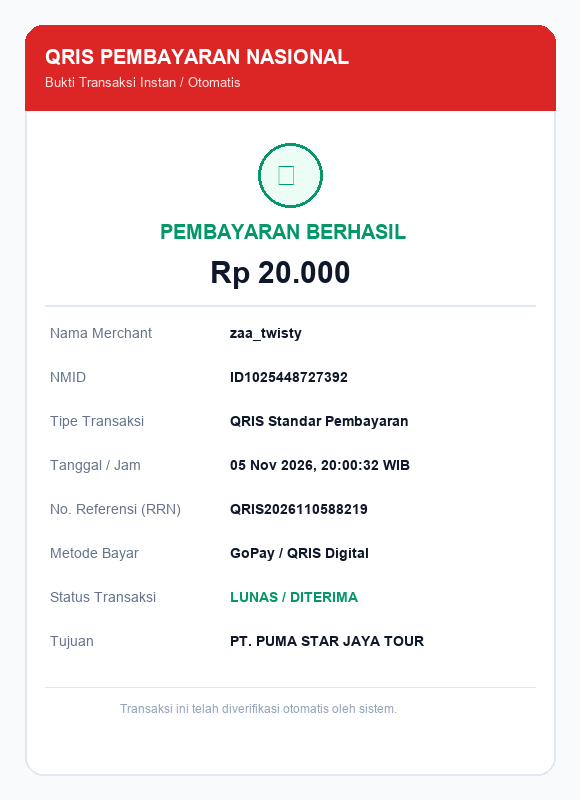 QRIS PEMBAYARAN NASIONAL
Bukti Transaksi Instan / Otomatis
PEMBAYARAN BERHASIL
Rp 20.000
Nama Merchant zaa_twisty
NMID ID1025448727392
Tipe Transaksi QRIS Standar Pembayaran
Tanggal / Jam 05 Nov 2026, 20:00:32 WIB
No. Referensi (RRN) QRIS2026110588219
Metode Bayar GoPay / QRIS Digital
Status Transaksi LUNAS / DITERIMA
Tujuan PT. PUMA STAR JAYA TOUR
Transaksi ini telah diverifikasi otomatis oleh sistem.